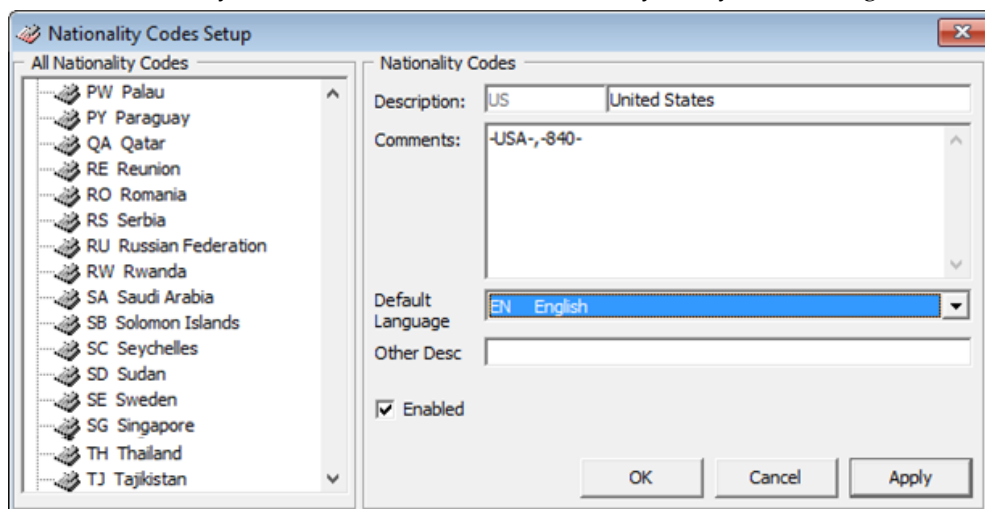 Nationality Codes Setup
All Nationality Codes
PW Palau
PY Paraguay
QA Qatar
RE Reunion
RO Romania
RS Serbia
RU Russian Federation
RW Rwanda
SA Saudi Arabia
SB Solomon Islands
SC Seychelles
SD Sudan
SE Sweden
SG Singapore
TH Thailand
TJ Tajikistan
Nationality Codes
Description: US United States
Comments: -USA-,-840-
Default Language EN English
Other Desc
Enabled
OK Cancel Apply